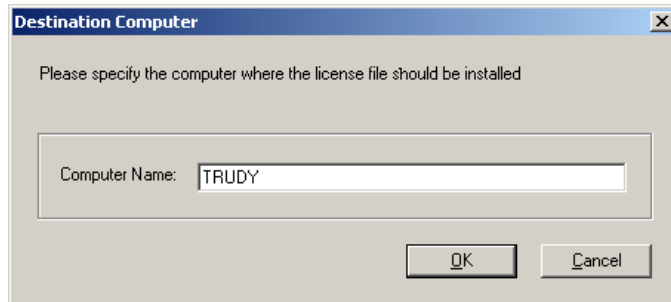 Destination Computer
Please specify the computer where the license file should be installed
Computer Name: TRUDY
OK Cancel